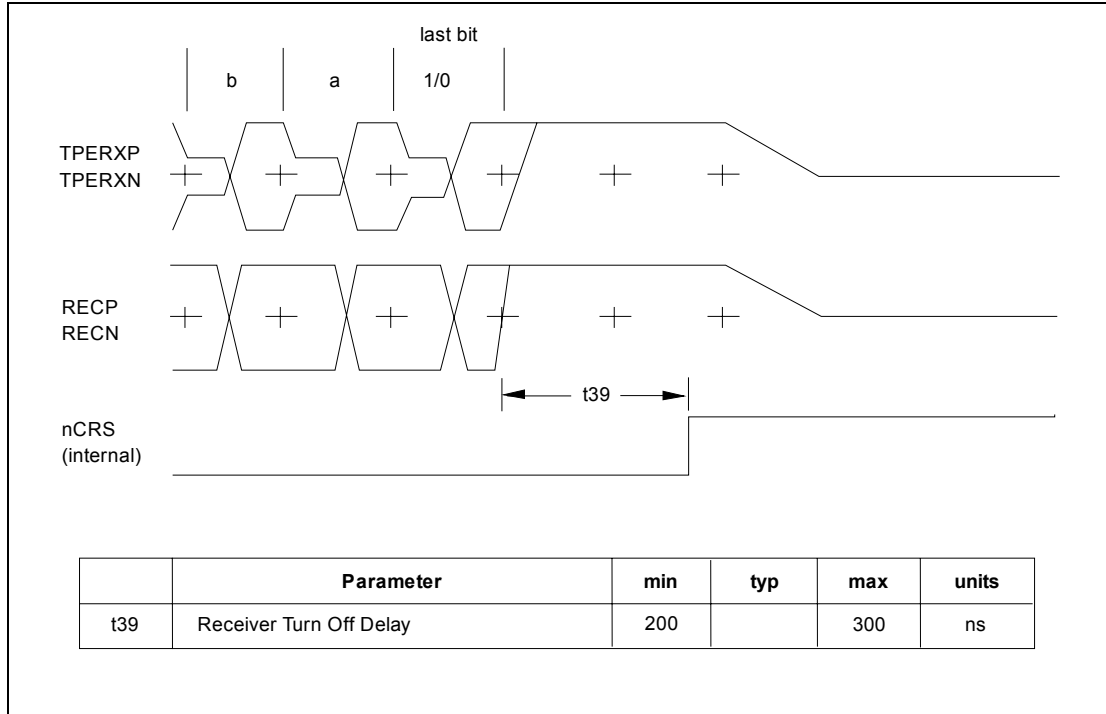 last bit
b a 1/0
TPERXP
TPERXN
RECP
RECN
t39
nCRS
(internal)
Parameter min typ max units
t39 Receiver Turn Off Delay 200 300 ns